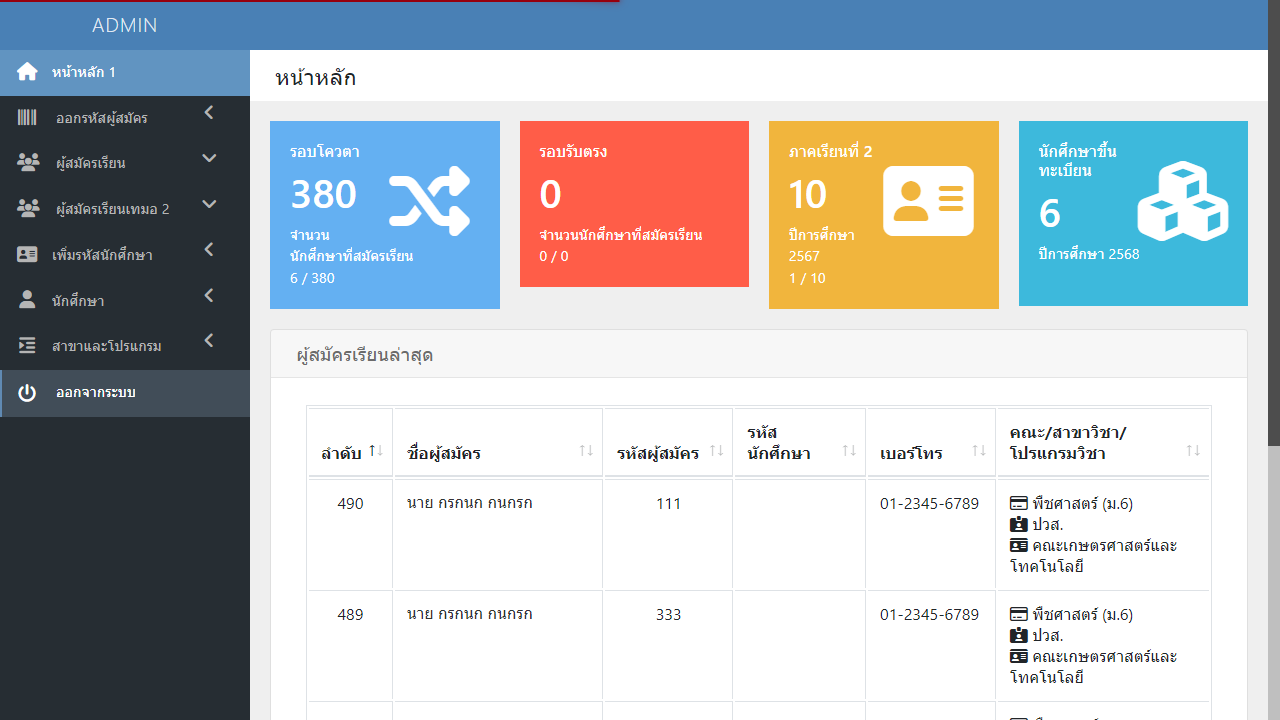 ADMIN
หน้าหลัก 1
ออกรหัสผู้สมัคร
ผู้สมัครเรียน
ผู้สมัครเรียนเทมอ 2
เพิ่มรหัสนักศึกษา
นักศึกษา
สาขาและโปรแกรม
ออกจากระบบ
หน้าหลัก
รอบโควตา
380
จำนวน
นักศึกษาที่สมัครเรียน
6 / 380
รอบรับตรง
0
จำนวนนักศึกษาที่สมัครเรียน
0 / 0
ภาคเรียนที่ 2
10
ปีการศึกษา
2567
1 / 10
นักศึกษาขึ้น
ทะเบียน
6
ปีการศึกษา 2568
ผู้สมัครเรียนล่าสุด
ลำดับ ชื่อผู้สมัคร รหัสผู้สมัคร รหัส
นักศึกษา เบอร์โทร คณะ/สาขาวิชา/
โปรแกรมวิชา
490 นาย กรกนก กนกรก 111 01-2345-6789 พืชศาสตร์ (ม.6)
ปวส.
คณะเกษตรศาสตร์และ
โทคโนโลยี
489 นาย กรกนก กนกรก 333 01-2345-6789 พืชศาสตร์ (ม.6)
ปวส.
คณะเกษตรศาสตร์และ
โทคโนโลยี